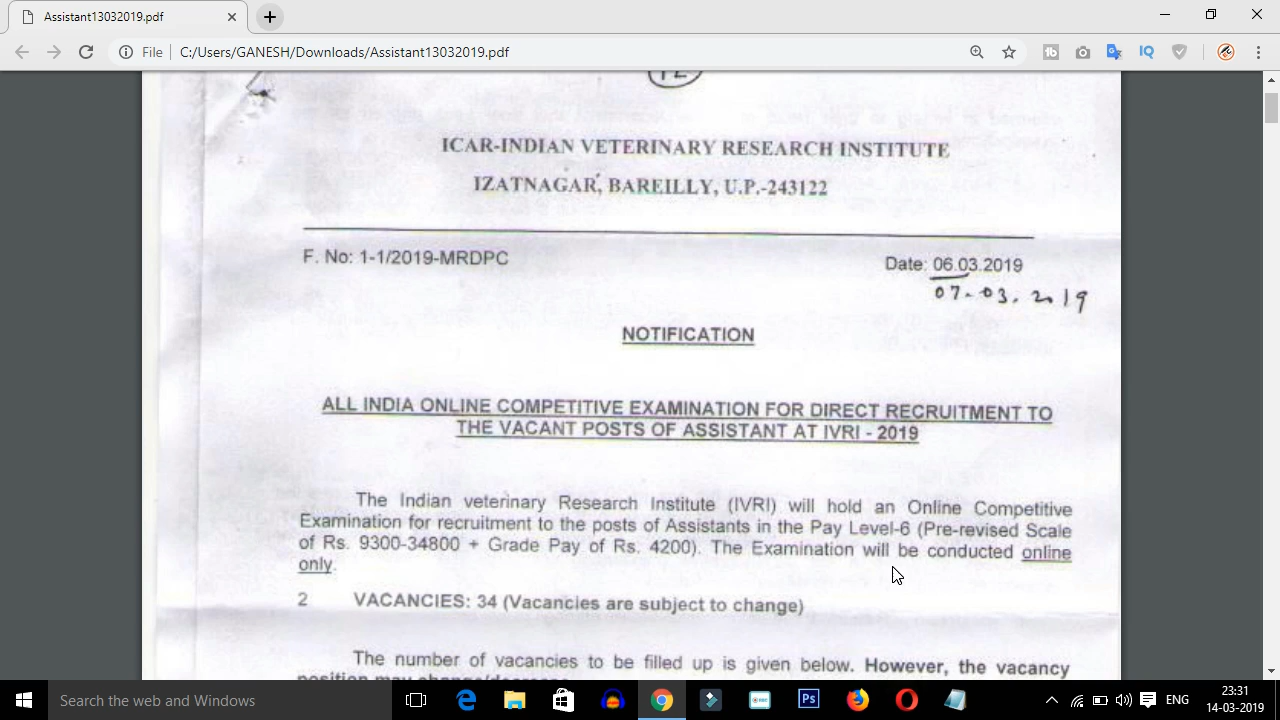 Assistant13032019.pdf
File
C:/Users/GANESH/Downloads/Assistant13032019.pdf
12
ICAR-INDIAN VETERINARY RESEARCH INSTITUTE
IZATNAGAR, BAREILLY, U.P.-243122
F. No: 1-1/2019-MRDPC
Date: 06.03.2019
07.03.2019
NOTIFICATION
ALL INDIA ONLINE COMPETITIVE EXAMINATION FOR DIRECT RECRUITMENT TO
THE VACANT POSTS OF ASSISTANT AT IVRI - 2019
The Indian veterinary Research Institute (IVRI) will hold an Online Competitive
Examination for recruitment to the posts of Assistants in the Pay Level-6 (Pre-revised Scale
of Rs. 9300-34800 + Grade Pay of Rs. 4200). The Examination will be conducted online
only.
2 VACANCIES: 34 (Vacancies are subject to change)
The number of vacancies to be filled up is given below. However, the vacancy
position may change/decrease
Search the web and Windows
Ps
ENG
23:31
14-03-2019